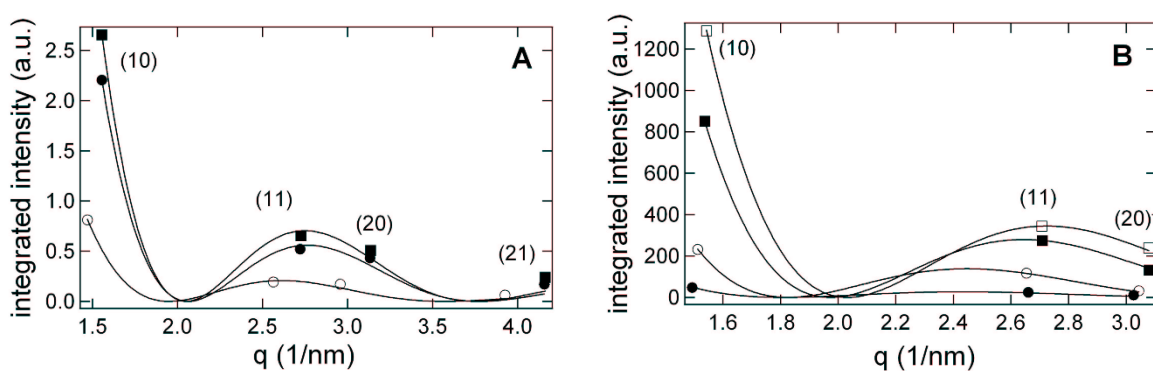 A
integrated intensity (a.u.)
2.5
2.0
1.5
1.0
0.5
0.0
(10)
(11)
(20)
(21)
1.5 2.0 2.5 3.0 3.5 4.0
q (1/nm)
B
integrated intensity (a.u.)
1200
1000
800
600
400
200
0
(10)
(11)
(20)
1.6 1.8 2.0 2.2 2.4 2.6 2.8 3.0
q (1/nm)